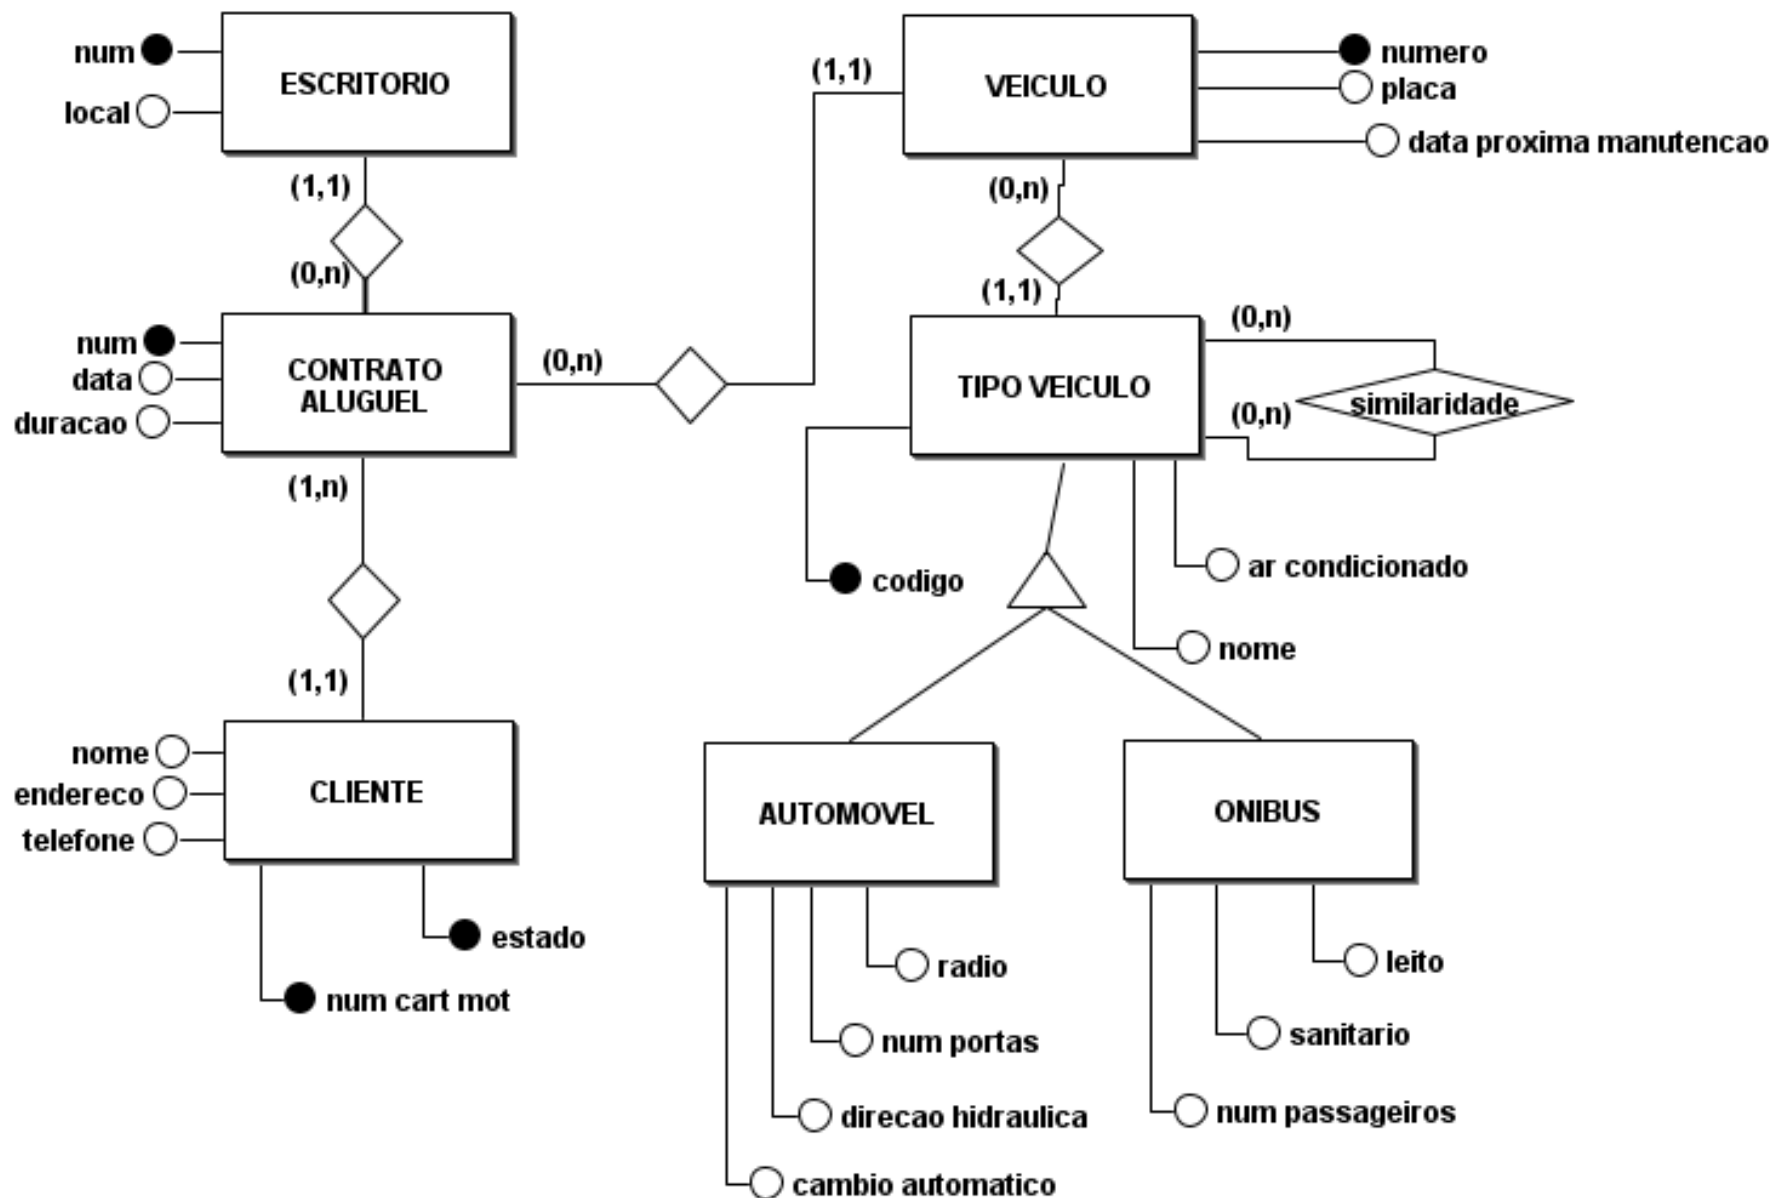 num
local
ESCRITORIO
(1,1)
(0,n)
num
data
duracao
CONTRATO
ALUGUEL
(0,n)
(1,1)
(1,n)
(1,1)
nome
endereco
telefone
CLIENTE
estado
num cart mot
VEICULO
numero
placa
data proxima manutencao
(0,n)
(1,1)
TIPO VEICULO
(0,n)
similaridade
(0,n)
codigo
ar condicionado
nome
AUTOMOVEL
radio
num portas
direcao hidraulica
cambio automatico
ONIBUS
leito
sanitario
num passageiros